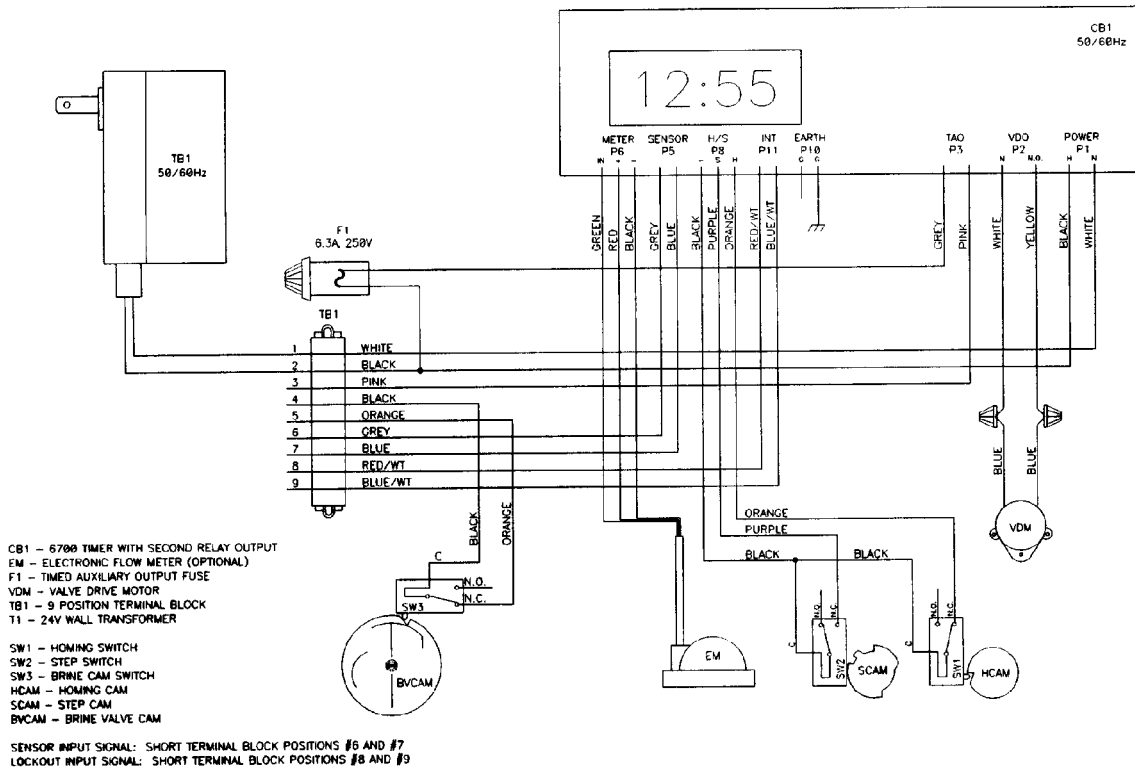 CB1
50/60Hz
12:55
METER SENSOR H/S INT EARTH TAO VDO POWER
P6 P5 P8 P11 P10 P3 P2 P1
IN + - - S H G G N N.O. H N
TB1
50/60Hz
GREEN
RED
BLACK
GREY
BLUE
BLACK
PURPLE
ORANGE
RED/WT
BLUE/WT
GREY
PINK
WHITE
YELLOW
BLACK
WHITE
F1
6.3A 250V
TB1
1 WHITE
2 BLACK
3 PINK
4 BLACK
5 ORANGE
6 GREY
7 BLUE
8 RED/WT
9 BLUE/WT
BLUE
BLUE
VDM
BLACK
ORANGE
ORANGE
PURPLE
BLACK
BLACK
C
N.O.
N.C.
SW3
BVCAM
EM
N.O.
N.C.
C
SW2
SCAM
N.O.
N.C.
C
SW1
HCAM
CB1 – 6700 TIMER WITH SECOND RELAY OUTPUT
EM – ELECTRONIC FLOW METER (OPTIONAL)
F1 – TIMED AUXILIARY OUTPUT FUSE
VDM – VALVE DRIVE MOTOR
TB1 – 9 POSITION TERMINAL BLOCK
T1 – 24V WALL TRANSFORMER
SW1 – HOMING SWITCH
SW2 – STEP SWITCH
SW3 – BRINE CAM SWITCH
HCAM – HOMING CAM
SCAM – STEP CAM
BVCAM – BRINE VALVE CAM
SENSOR INPUT SIGNAL: SHORT TERMINAL BLOCK POSITIONS #6 AND #7
LOCKOUT INPUT SIGNAL: SHORT TERMINAL BLOCK POSITIONS #8 AND #9